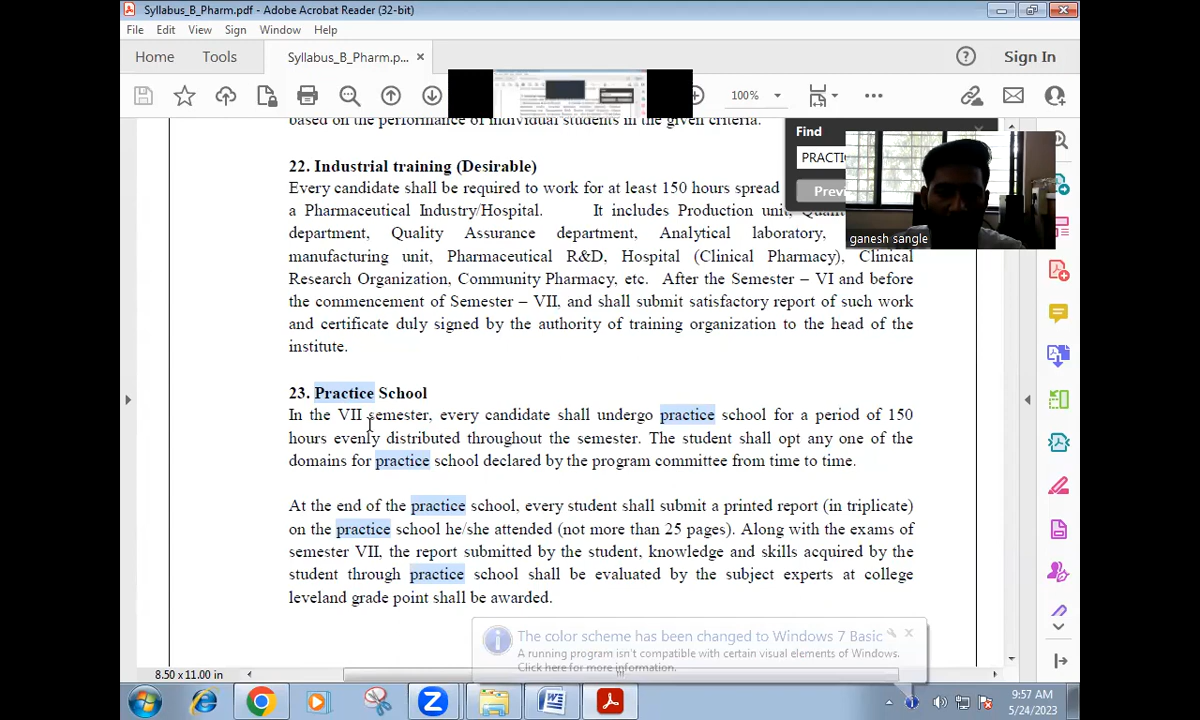 Syllabus_B_Pharm.pdf - Adobe Acrobat Reader (32-bit)
File Edit View Sign Window Help
Home Tools Syllabus_B_Pharm.p... × Sign In
100%
based on the performance of individual students in the given criteria.
Find
PRACTI
Previ
ganesh sangle
22. Industrial training (Desirable)
Every candidate shall be required to work for at least 150 hours spread
a Pharmaceutical Industry/Hospital. It includes Production unit,
department, Quality Assurance department, Analytical laboratory,
manufacturing unit, Pharmaceutical R&D, Hospital (Clinical Pharmacy), Clinical
Research Organization, Community Pharmacy, etc. After the Semester – VI and before
the commencement of Semester – VII, and shall submit satisfactory report of such work
and certificate duly signed by the authority of training organization to the head of the
institute.
23. Practice School
In the VII semester, every candidate shall undergo practice school for a period of 150
hours evenly distributed throughout the semester. The student shall opt any one of the
domains for practice school declared by the program committee from time to time.
At the end of the practice school, every student shall submit a printed report (in triplicate)
on the practice school he/she attended (not more than 25 pages). Along with the exams of
semester VII, the report submitted by the student, knowledge and skills acquired by the
student through practice school shall be evaluated by the subject experts at college
leveland grade point shall be awarded.
The color scheme has been changed to Windows 7 Basic
A running program isn't compatible with certain visual elements of Windows.
Click here for more information.
8.50 x 11.00 in
9:57 AM
5/24/2023